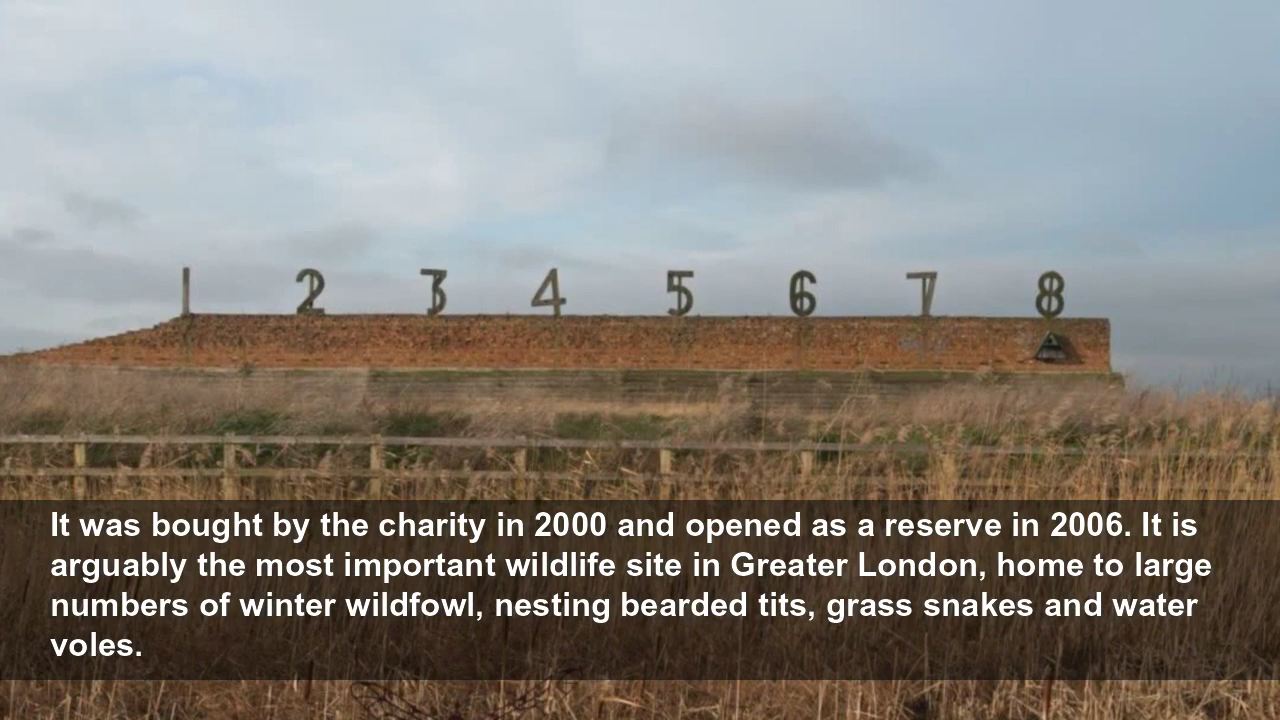 1 2 3 4 5 6 7 8
It was bought by the charity in 2000 and opened as a reserve in 2006. It is
arguably the most important wildlife site in Greater London, home to large
numbers of winter wildfowl, nesting bearded tits, grass snakes and water
voles.